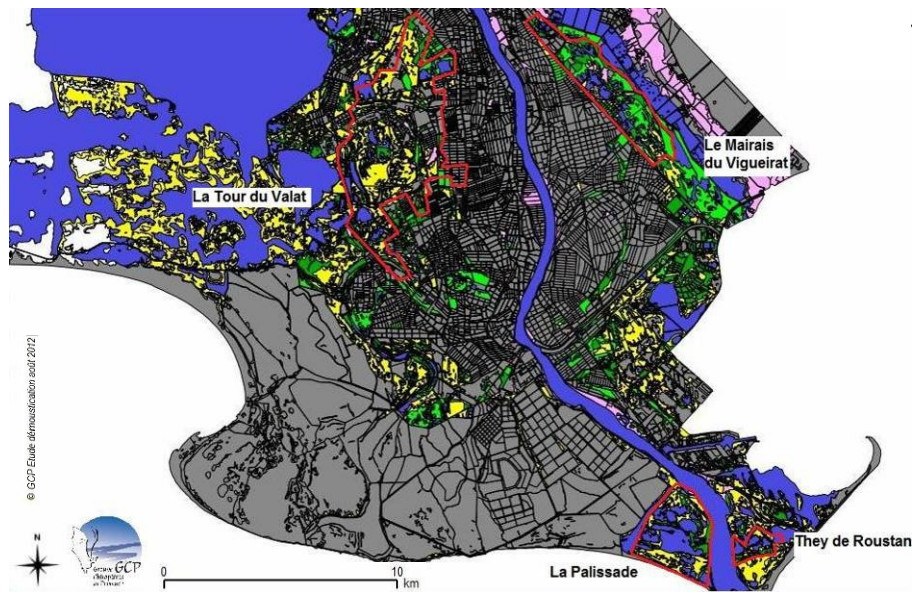 Le Mairais
du Vigueirat
La Tour du Valat
© GCP Etude démoustication août 2012
They de Roustan
La Palissade
N
GCP
0 10
km